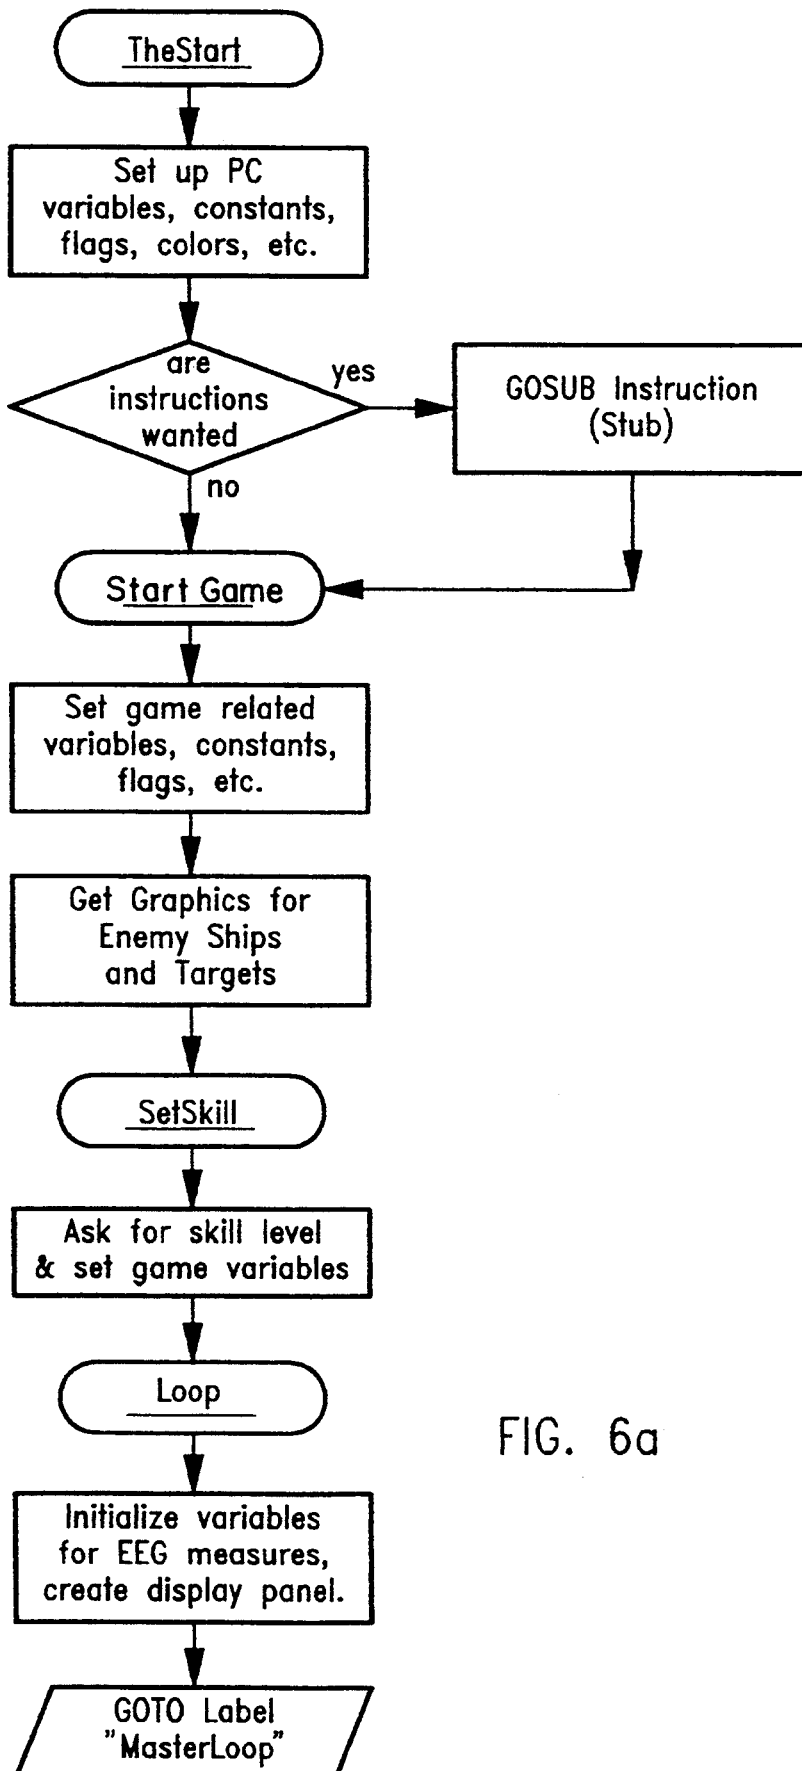 TheStart
Set up PC
variables, constants,
flags, colors, etc.
are
instructions
wanted
yes
GOSUB Instruction
(Stub)
no
Start Game
Set game related
variables, constants,
flags, etc.
Get Graphics for
Enemy Ships
and Targets
SetSkill
Ask for skill level
& set game variables
Loop
FIG. 6a
Initialize variables
for EEG measures,
create display panel.
GOTO Label
"MasterLoop"